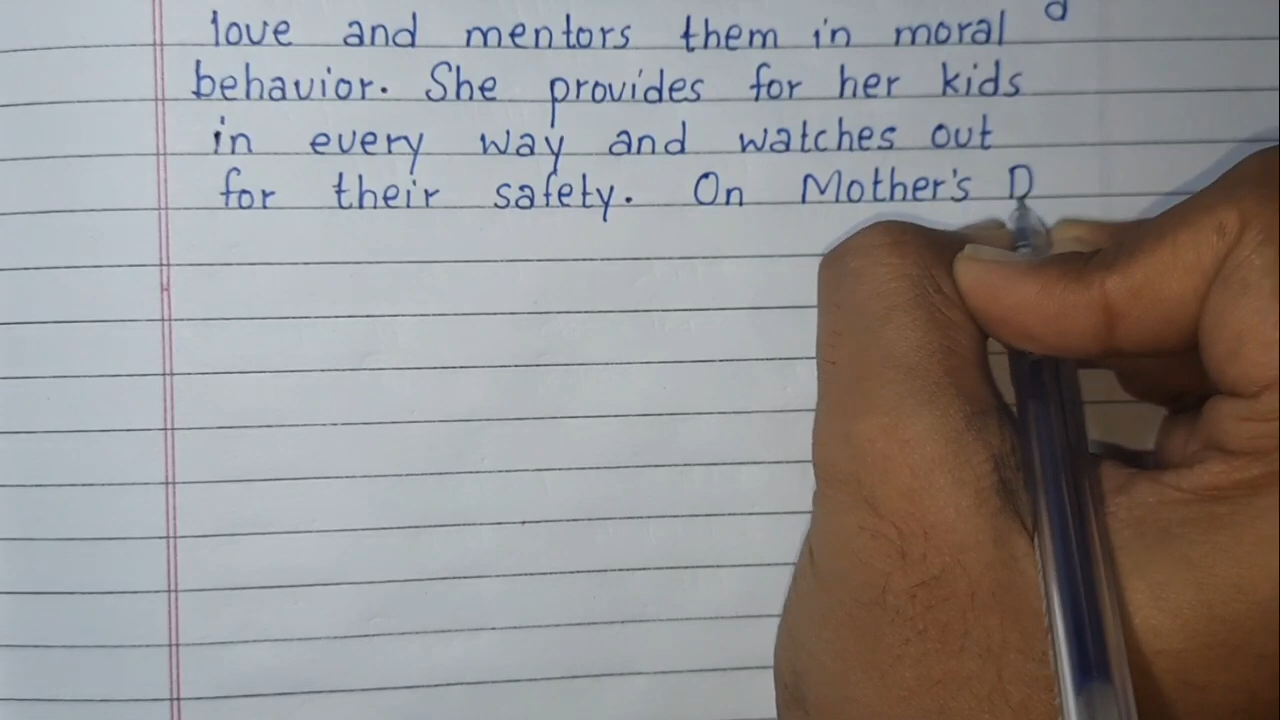 love and mentors them in moral
behavior. She provides for her kids
in every way and watches out
for their safety. On Mother's D